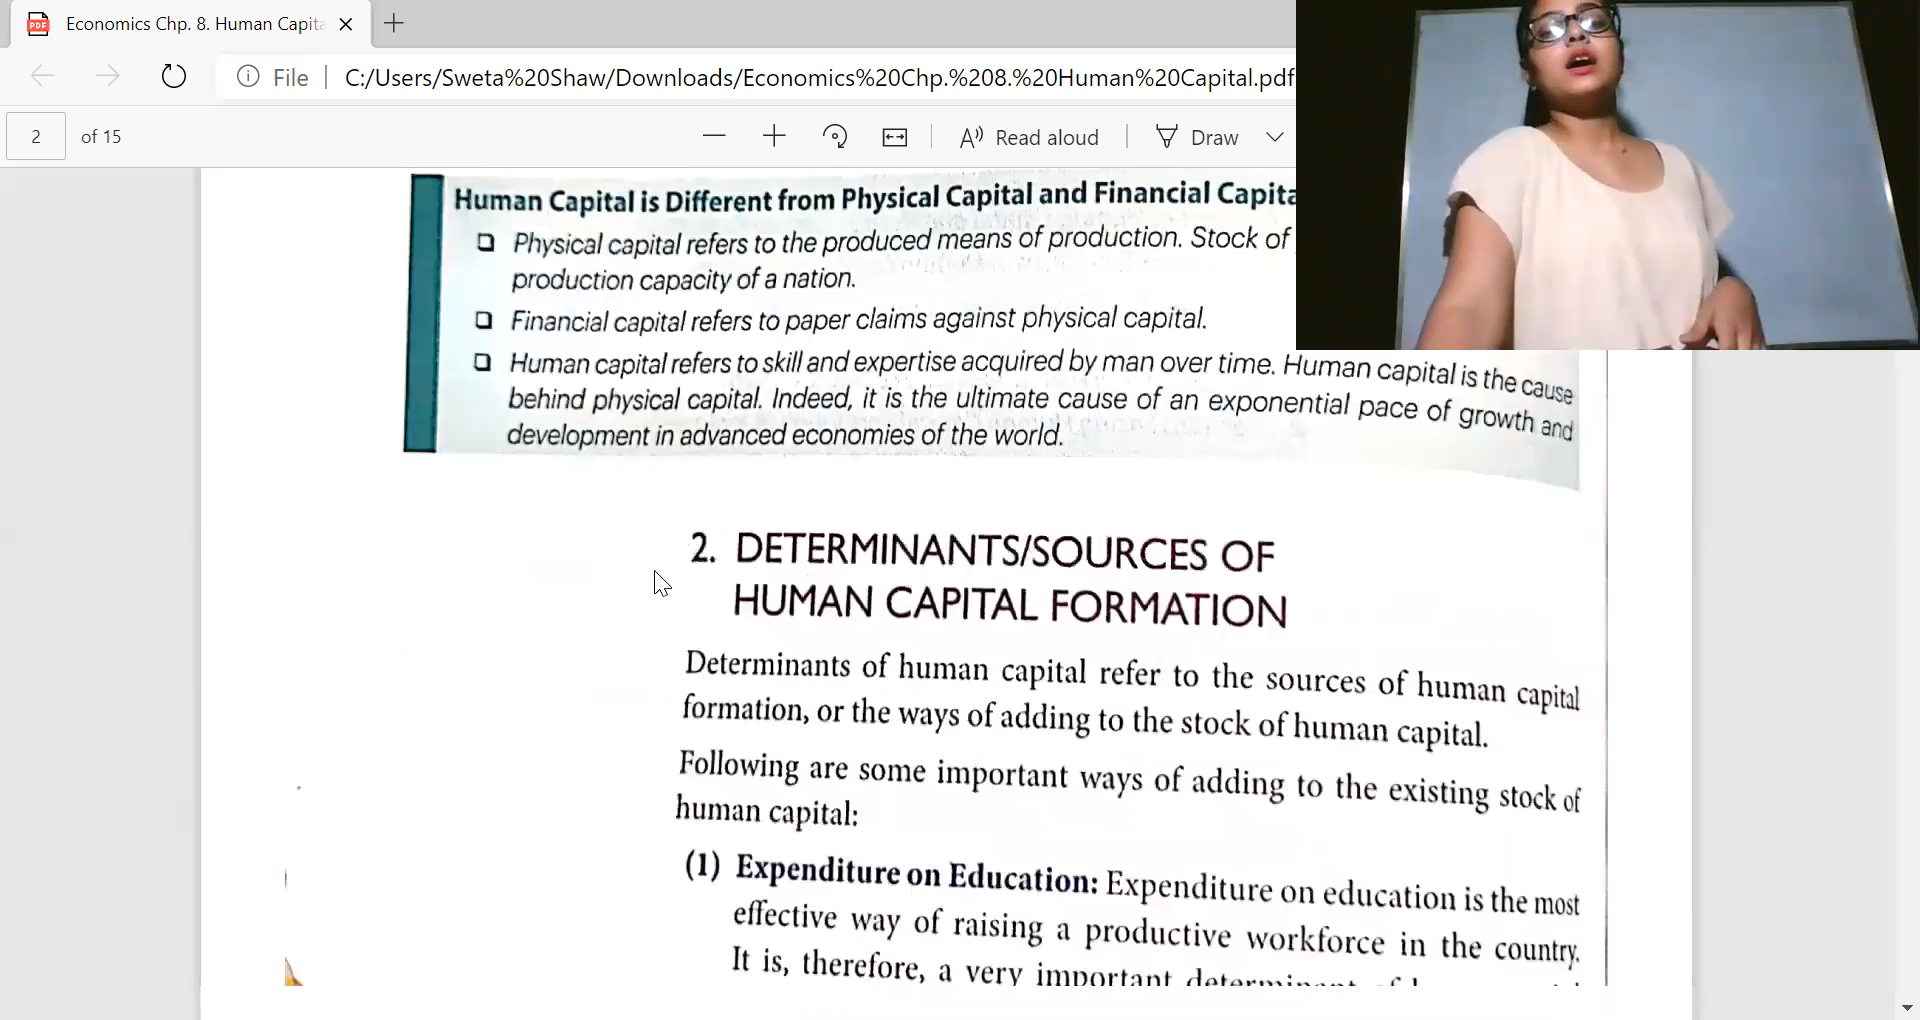 Economics Chp. 8. Human Capita
File
C:/Users/Sweta%20Shaw/Downloads/Economics%20Chp.%208.%20Human%20Capital.pdf
2 of 15
Read aloud
Draw
Human Capital is Different from Physical Capital and Financial Capita
Physical capital refers to the produced means of production. Stock of
production capacity of a nation.
Financial capital refers to paper claims against physical capital.
Human capital refers to skill and expertise acquired by man over time. Human capital is the cause
behind physical capital. Indeed, it is the ultimate cause of an exponential pace of growth and
development in advanced economies of the world.
2. DETERMINANTS/SOURCES OF
HUMAN CAPITAL FORMATION
Determinants of human capital refer to the sources of human capital
formation, or the ways of adding to the stock of human capital.
Following are some important ways of adding to the existing stock of
human capital:
(1) Expenditure on Education: Expenditure on education is the most
effective way of raising a productive workforce in the country.
It is, therefore, a very important determinant of